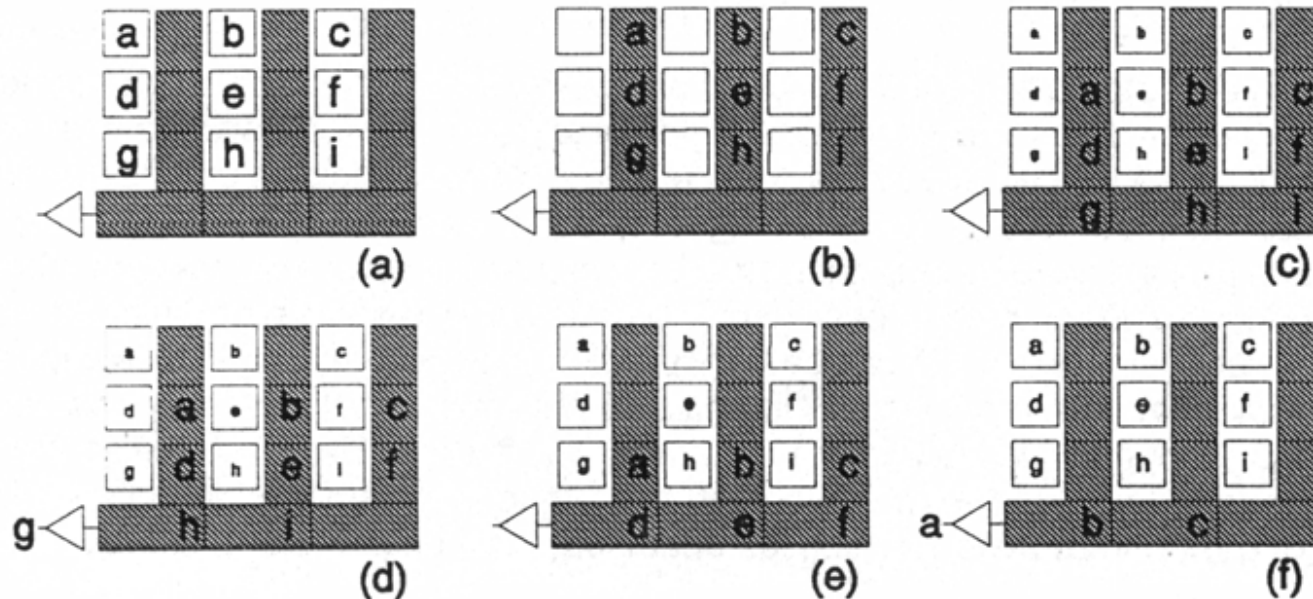 a b c
d e f
g h i
(a)
a b c
d e f
g h i
(b)
a b c
d a e b f c
g d h e i f
g h i
(c)
a b c
d a e b f c
g d h e i f
g h i
(d)
a b c
d e f
g a h b i c
d e f
(e)
a b c
d e f
g h i
a b c
(f)